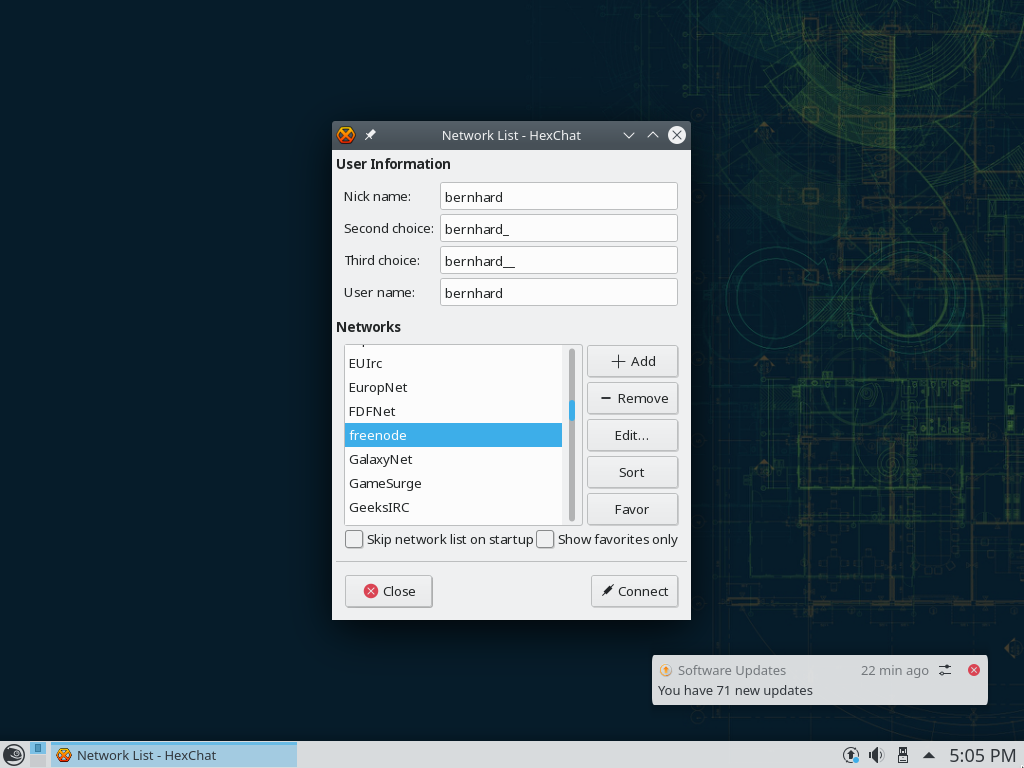 Network List - HexChat
User Information
Nick name: bernhard
Second choice: bernhard_
Third choice: bernhard__
User name: bernhard
Networks
EUIrc
EuropNet
FDFNet
freenode
GalaxyNet
GameSurge
GeeksIRC
Add
Remove
Edit...
Sort
Favor
Skip network list on startup Show favorites only
Close Connect
Software Updates 22 min ago
You have 71 new updates
Network List - HexChat 5:05 PM